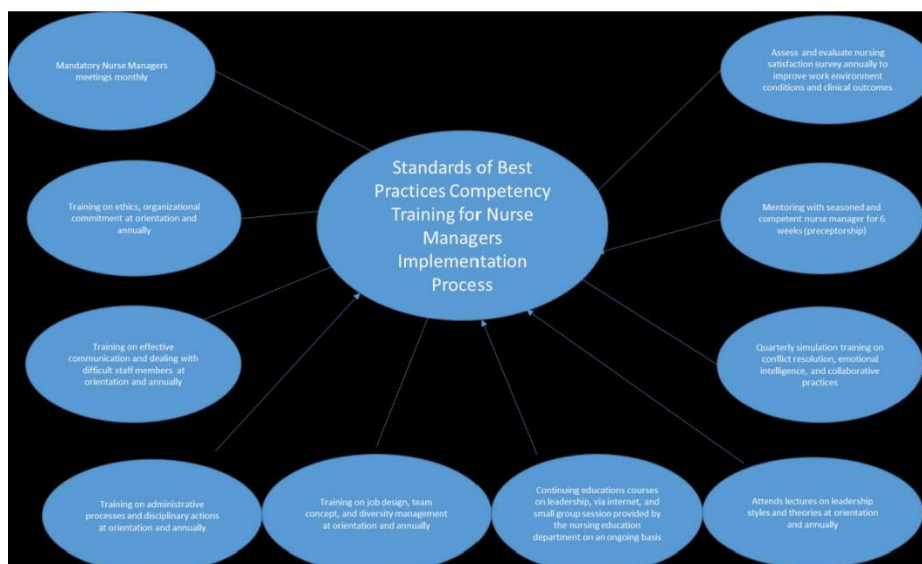 Mandatory Nurse Managers
meetings monthly
Assess and evaluate nursing
satisfaction survey annually to
improve work environment
conditions and clinical outcomes
Standards of Best
Practices Competency
Training for Nurse
Managers
Implementation
Process
Training on ethics, organizational
commitment at orientation and
annually
Mentoring with seasoned and
competent nurse manager for 6
weeks (preceptorship)
Training on effective
communication and dealing with
difficult staff members at
orientation and annually
Quarterly simulation training on
conflict resolution, emotional
intelligence, and collaborative
practices
Training on administrative
processes and disciplinary actions
at orientation and annually
Training on job design, team
concept, and diversity management
at orientation and annually
Continuing educations courses
on leadership, via internet, and
small group session provided by
the nursing education
department on an ongoing basis
Attends lectures on leadership
styles and theories at orientation
and annually